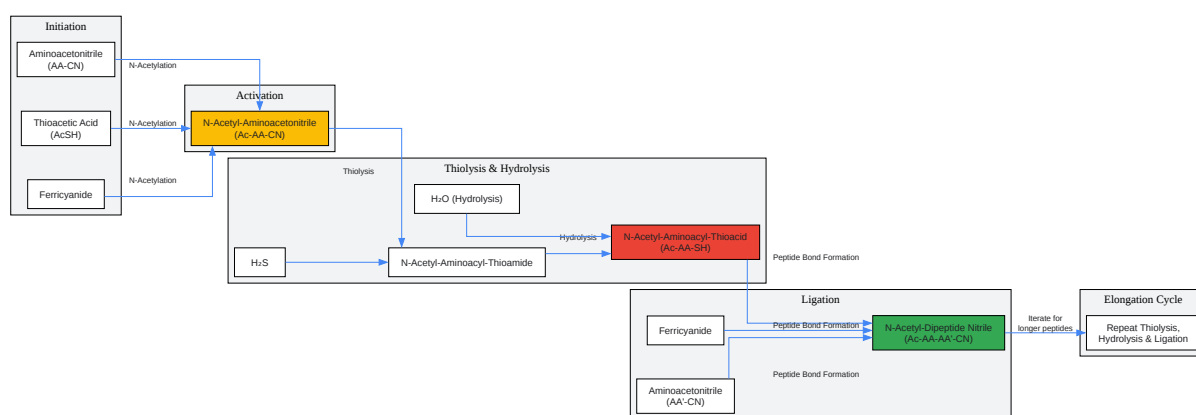 Initiation
Aminoacetonitrile
(AA-CN)
N-Acetylation
Activation
Thioacetic Acid
(AcSH)
N-Acetylation
N-Acetyl-Aminoacetonitrile
(Ac-AA-CN)
Ferricyanide
N-Acetylation
Thiolysis
Thiolysis & Hydrolysis
H₂O (Hydrolysis)
Hydrolysis
N-Acetyl-Aminoacyl-Thioacid
(Ac-AA-SH)
H₂S
N-Acetyl-Aminoacyl-Thioamide
Peptide Bond Formation
Ligation
Ferricyanide
Peptide Bond Formation
N-Acetyl-Dipeptide Nitrile
(Ac-AA-AA'-CN)
Aminoacetonitrile
(AA'-CN)
Peptide Bond Formation
Iterate for
longer peptides
Elongation Cycle
Repeat Thiolysis,
Hydrolysis & Ligation